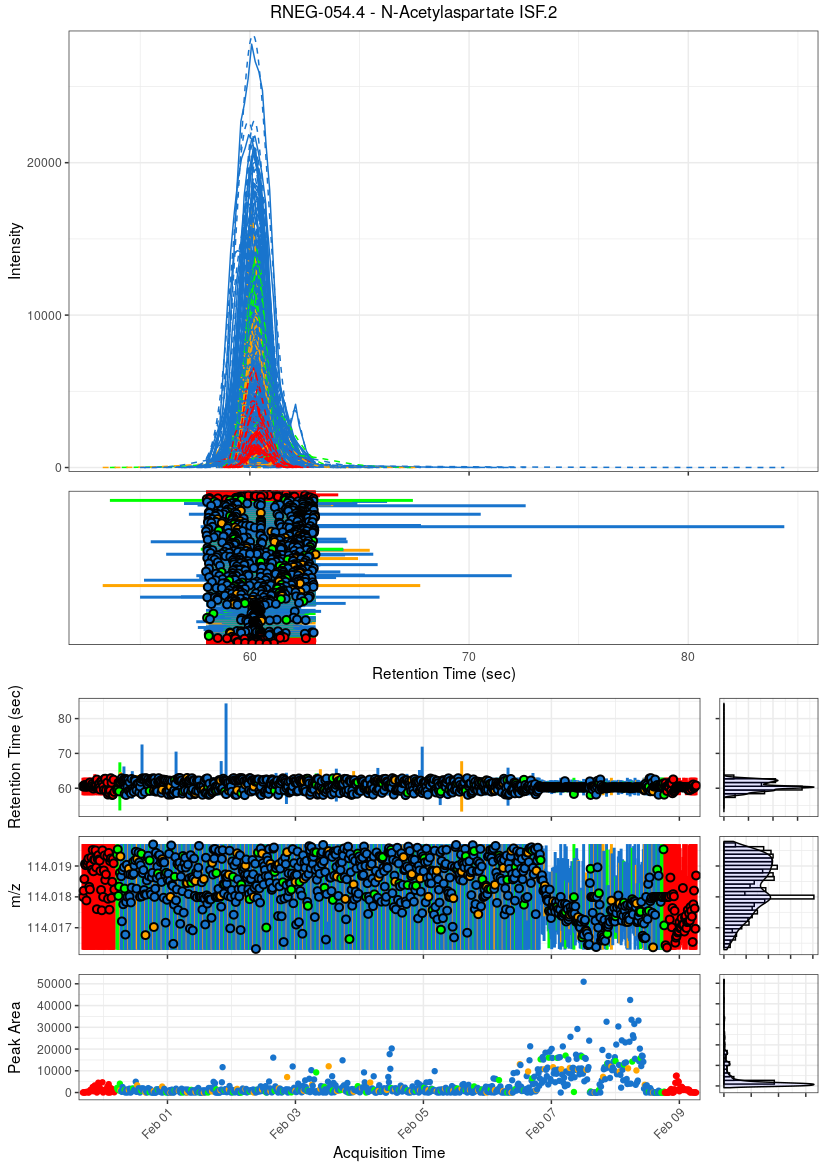 RNEG-054.4 - N-Acetylaspartate ISF.2
Intensity
20000
10000
0
60
70
80
Retention Time (sec)
Retention Time (sec)
80
70
60
m/z
114.019
114.018
114.017
Peak Area
50000
40000
30000
20000
10000
0
Feb 01
Feb 03
Feb 05
Feb 07
Feb 09
Acquisition Time